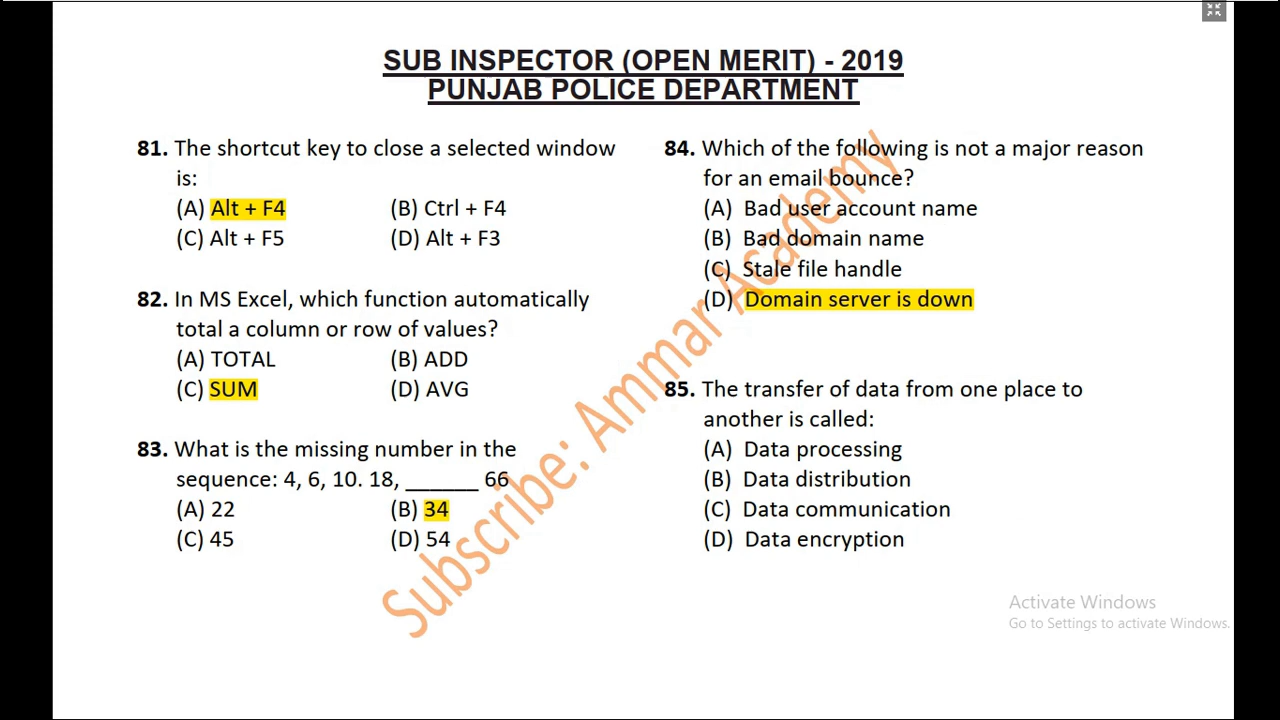 SUB INSPECTOR (OPEN MERIT) - 2019
PUNJAB POLICE DEPARTMENT
81. The shortcut key to close a selected window
is:
(A) Alt + F4 (B) Ctrl + F4
(C) Alt + F5 (D) Alt + F3
82. In MS Excel, which function automatically
total a column or row of values?
(A) TOTAL (B) ADD
(C) SUM (D) AVG
83. What is the missing number in the
sequence: 4, 6, 10. 18, ______ 66
(A) 22 (B) 34
(C) 45 (D) 54
84. Which of the following is not a major reason
for an email bounce?
(A) Bad user account name
(B) Bad domain name
(C) Stale file handle
(D) Domain server is down
85. The transfer of data from one place to
another is called:
(A) Data processing
(B) Data distribution
(C) Data communication
(D) Data encryption
Subscribe: Ammar Academy
Activate Windows
Go to Settings to activate Windows.